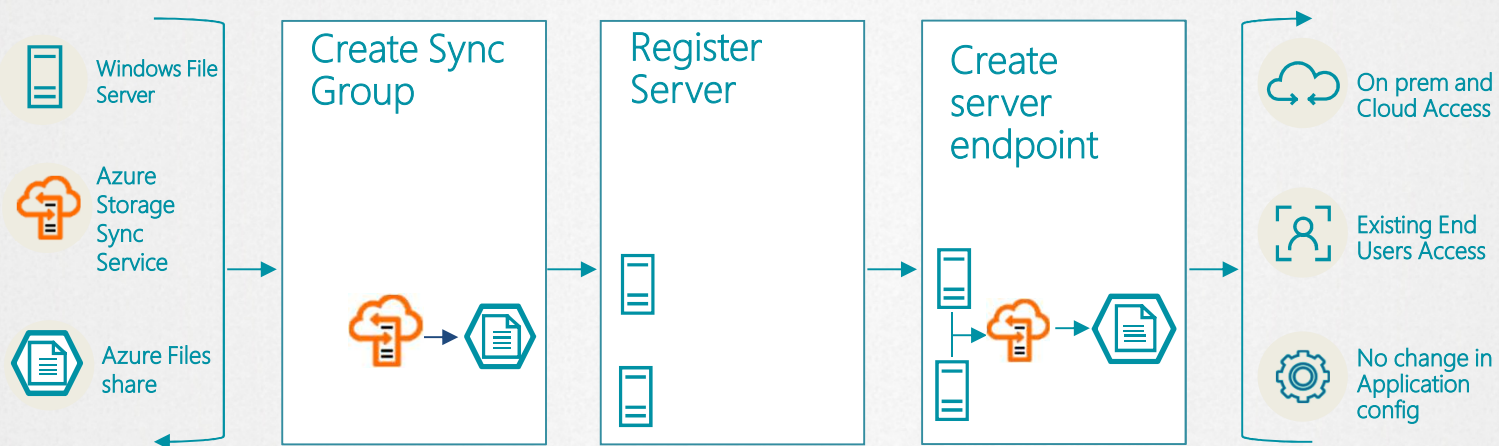 Windows File
Server
Azure
Storage
Sync
Service
Azure Files
share
Create Sync
Group
Register
Server
Create
server
endpoint
On prem and
Cloud Access
Existing End
Users Access
No change in
Application
config